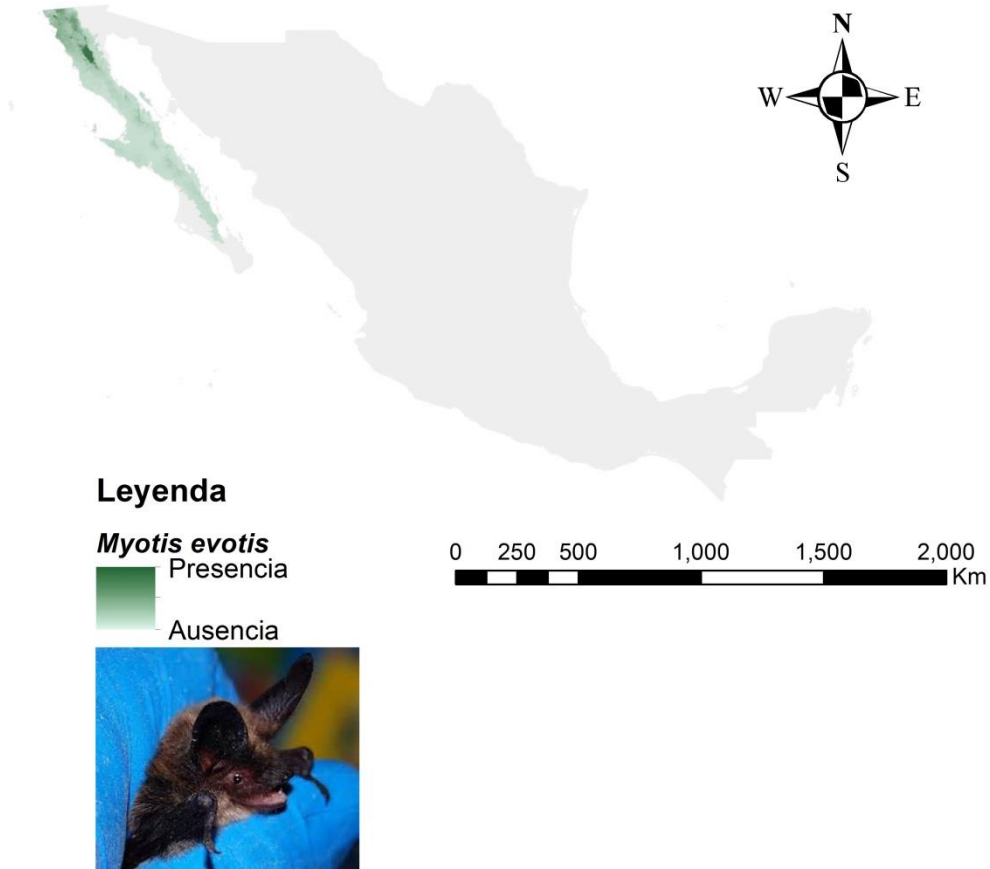 N
W E
S
Leyenda
Myotis evotis
Presencia
Ausencia
0 250 500 1,000 1,500 2,000
Km